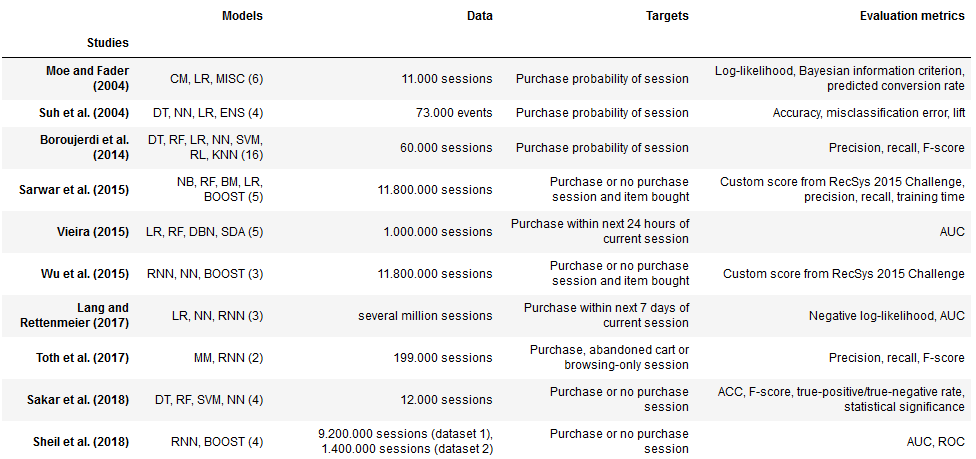 Models Data Targets Evaluation metrics
Studies
Moe and Fader (2004) CM, LR, MISC (6) 11.000 sessions Purchase probability of session Log-likelihood, Bayesian information criterion, predicted conversion rate
Suh et al. (2004) DT, NN, LR, ENS (4) 73.000 events Purchase probability of session Accuracy, misclassification error, lift
Boroujerdi et al. (2014) DT, RF, LR, NN, SVM, RL, KNN (16) 60.000 sessions Purchase probability of session Precision, recall, F-score
Sarwar et al. (2015) NB, RF, BM, LR, BOOST (5) 11.800.000 sessions Purchase or no purchase session and item bought Custom score from RecSys 2015 Challenge, precision, recall, training time
Vieira (2015) LR, RF, DBN, SDA (5) 1.000.000 sessions Purchase within next 24 hours of current session AUC
Wu et al. (2015) RNN, NN, BOOST (3) 11.800.000 sessions Purchase or no purchase session and item bought Custom score from RecSys 2015 Challenge
Lang and Rettenmeier (2017) LR, NN, RNN (3) several million sessions Purchase within next 7 days of current session Negative log-likelihood, AUC
Toth et al. (2017) MM, RNN (2) 199.000 sessions Purchase, abandoned cart or browsing-only session Precision, recall, F-score
Sakar et al. (2018) DT, RF, SVM, NN (4) 12.000 sessions Purchase or no purchase session ACC, F-score, true-positive/true-negative rate, statistical significance
Sheil et al. (2018) RNN, BOOST (4) 9.200.000 sessions (dataset 1), 1.400.000 sessions (dataset 2) Purchase or no purchase session AUC, ROC